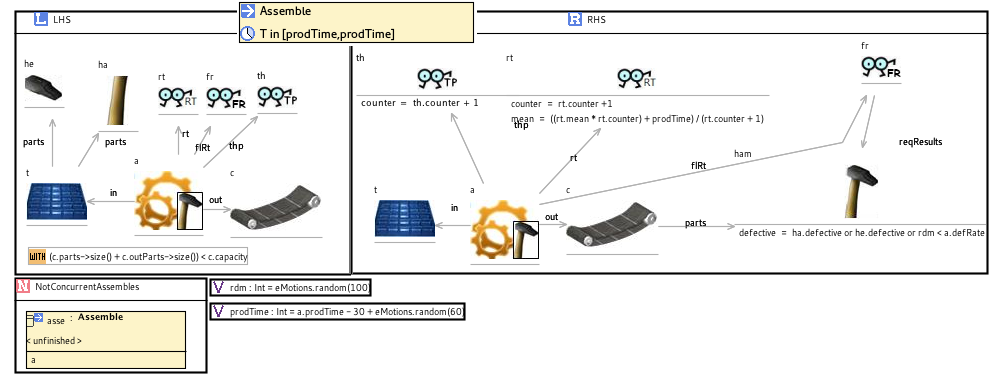 Assemble
T in [prodTime,prodTime]
L LHS
R RHS
he
ha
rt
fr
th
RT
FR
TP
parts
parts
rt
flRt
thp
t
a
c
in
out
WITH (c.parts->size() + c.outParts->size()) < c.capacity
th
rt
fr
TP
RT
FR
counter = th.counter + 1
counter = rt.counter +1
mean = ((rt.mean * rt.counter) + prodTime) / (rt.counter + 1)
thp
rt
flRt
ham
reqResults
t
a
c
in
out
parts
defective = ha.defective or he.defective or rdm < a.defRate
N NotConcurrentAssembles
asse : Assemble
< unfinished >
a
V rdm : Int = eMotions.random(100)
V prodTime : Int = a.prodTime - 30 + eMotions.random(60)